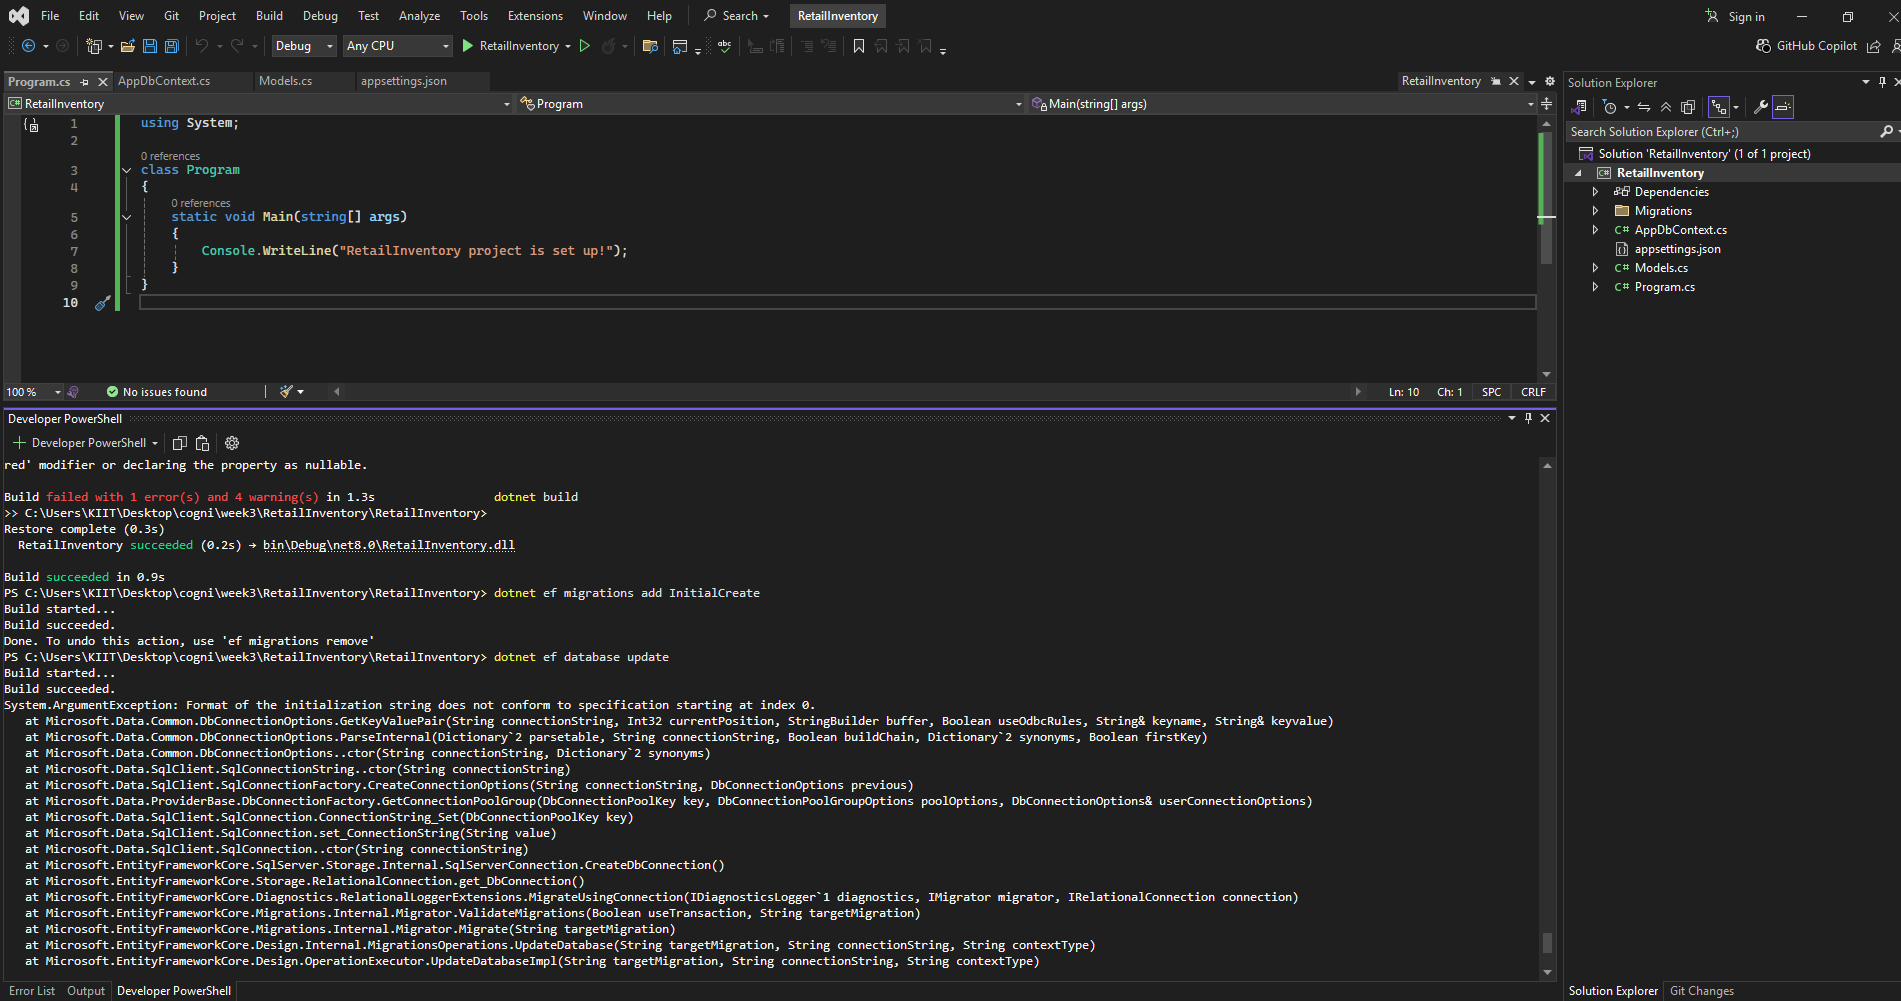 File Edit View Git Project Build Debug Test Analyze Tools Extensions Window Help Search RetailInventory Sign in
Debug Any CPU RetailInventory abc GitHub Copilot
Program.cs AppDbContext.cs Models.cs appsettings.json RetailInventory
C# RetailInventory Program Main(string[] args)
1 using System;
2
0 references
3 class Program
4 {
0 references
5 static void Main(string[] args)
6 {
7 Console.WriteLine("RetailInventory project is set up!");
8 }
9 }
10
100 % No issues found Ln: 10 Ch: 1 SPC CRLF
Developer PowerShell
Developer PowerShell
red' modifier or declaring the property as nullable.
Build failed with 1 error(s) and 4 warning(s) in 1.3s dotnet build
>> C:\Users\KIIT\Desktop\cogni\week3\RetailInventory\RetailInventory>
Restore complete (0.3s)
RetailInventory succeeded (0.2s) → bin\Debug\net8.0\RetailInventory.dll
Build succeeded in 0.9s
PS C:\Users\KIIT\Desktop\cogni\week3\RetailInventory\RetailInventory> dotnet ef migrations add InitialCreate
Build started...
Build succeeded.
Done. To undo this action, use 'ef migrations remove'
PS C:\Users\KIIT\Desktop\cogni\week3\RetailInventory\RetailInventory> dotnet ef database update
Build started...
Build succeeded.
System.ArgumentException: Format of the initialization string does not conform to specification starting at index 0.
at Microsoft.Data.Common.DbConnectionOptions.GetKeyValuePair(String connectionString, Int32 currentPosition, StringBuilder buffer, Boolean useOdbcRules, String& keyname, String& keyvalue)
at Microsoft.Data.Common.DbConnectionOptions.ParseInternal(Dictionary`2 parsetable, String connectionString, Boolean buildChain, Dictionary`2 synonyms, Boolean firstKey)
at Microsoft.Data.Common.DbConnectionOptions..ctor(String connectionString, Dictionary`2 synonyms)
at Microsoft.Data.SqlClient.SqlConnectionString..ctor(String connectionString)
at Microsoft.Data.SqlClient.SqlConnectionFactory.CreateConnectionOptions(String connectionString, DbConnectionOptions previous)
at Microsoft.Data.ProviderBase.DbConnectionFactory.GetConnectionPoolGroup(DbConnectionPoolKey key, DbConnectionPoolGroupOptions poolOptions, DbConnectionOptions& userConnectionOptions)
at Microsoft.Data.SqlClient.SqlConnection.ConnectionString_Set(DbConnectionPoolKey key)
at Microsoft.Data.SqlClient.SqlConnection.set_ConnectionString(String value)
at Microsoft.Data.SqlClient.SqlConnection..ctor(String connectionString)
at Microsoft.EntityFrameworkCore.SqlServer.Storage.Internal.SqlServerConnection.CreateDbConnection()
at Microsoft.EntityFrameworkCore.Storage.RelationalConnection.get_DbConnection()
at Microsoft.EntityFrameworkCore.Diagnostics.RelationalLoggerExtensions.MigrateUsingConnection(IDiagnosticsLogger`1 diagnostics, IMigrator migrator, IRelationalConnection connection)
at Microsoft.EntityFrameworkCore.Migrations.Internal.Migrator.ValidateMigrations(Boolean useTransaction, String targetMigration)
at Microsoft.EntityFrameworkCore.Migrations.Internal.Migrator.Migrate(String targetMigration)
at Microsoft.EntityFrameworkCore.Design.Internal.MigrationsOperations.UpdateDatabase(String targetMigration, String connectionString, String contextType)
at Microsoft.EntityFrameworkCore.Design.OperationExecutor.UpdateDatabaseImpl(String targetMigration, String connectionString, String contextType)
Error List Output Developer PowerShell
Solution Explorer
Search Solution Explorer (Ctrl+;)
Solution 'RetailInventory' (1 of 1 project)
C# RetailInventory
Dependencies
Migrations
C# AppDbContext.cs
appsettings.json
C# Models.cs
C# Program.cs
Solution Explorer Git Changes